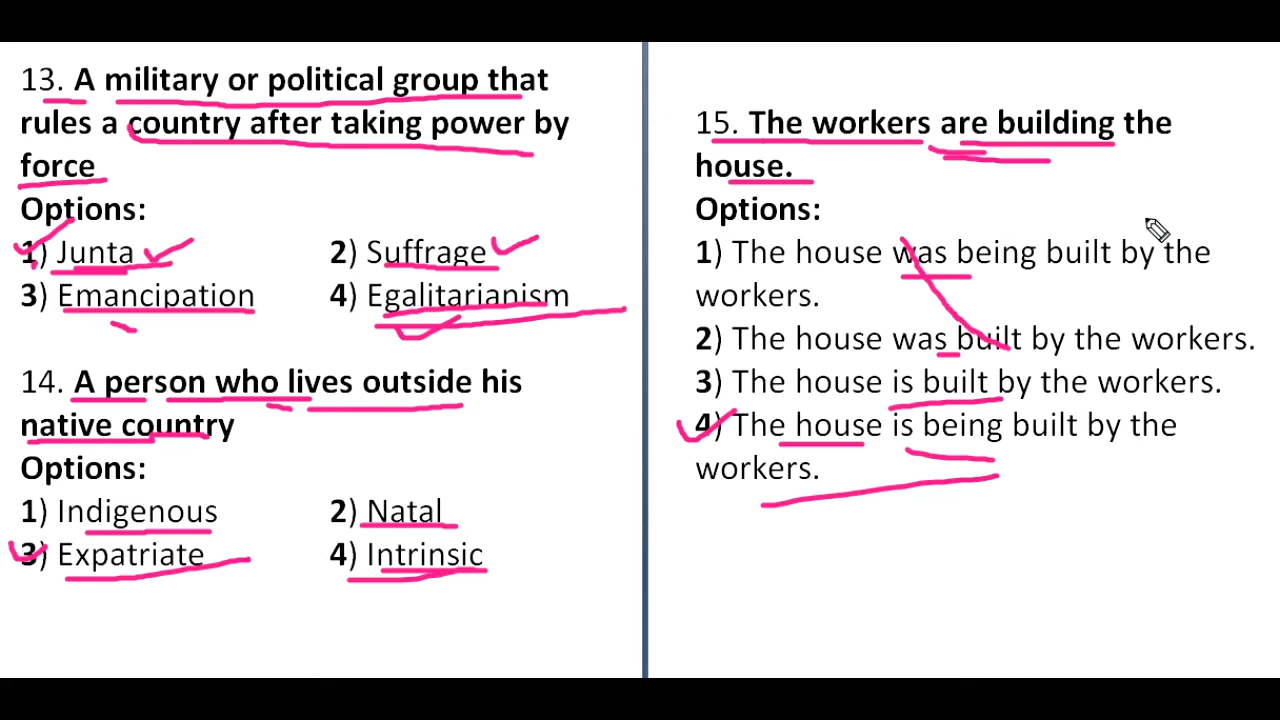 13. A military or political group that
rules a country after taking power by
force
Options:
1) Junta 2) Suffrage
3) Emancipation 4) Egalitarianism
14. A person who lives outside his
native country
Options:
1) Indigenous 2) Natal
3) Expatriate 4) Intrinsic
15. The workers are building the
house.
Options:
1) The house was being built by the
workers.
2) The house was built by the workers.
3) The house is built by the workers.
4) The house is being built by the
workers.